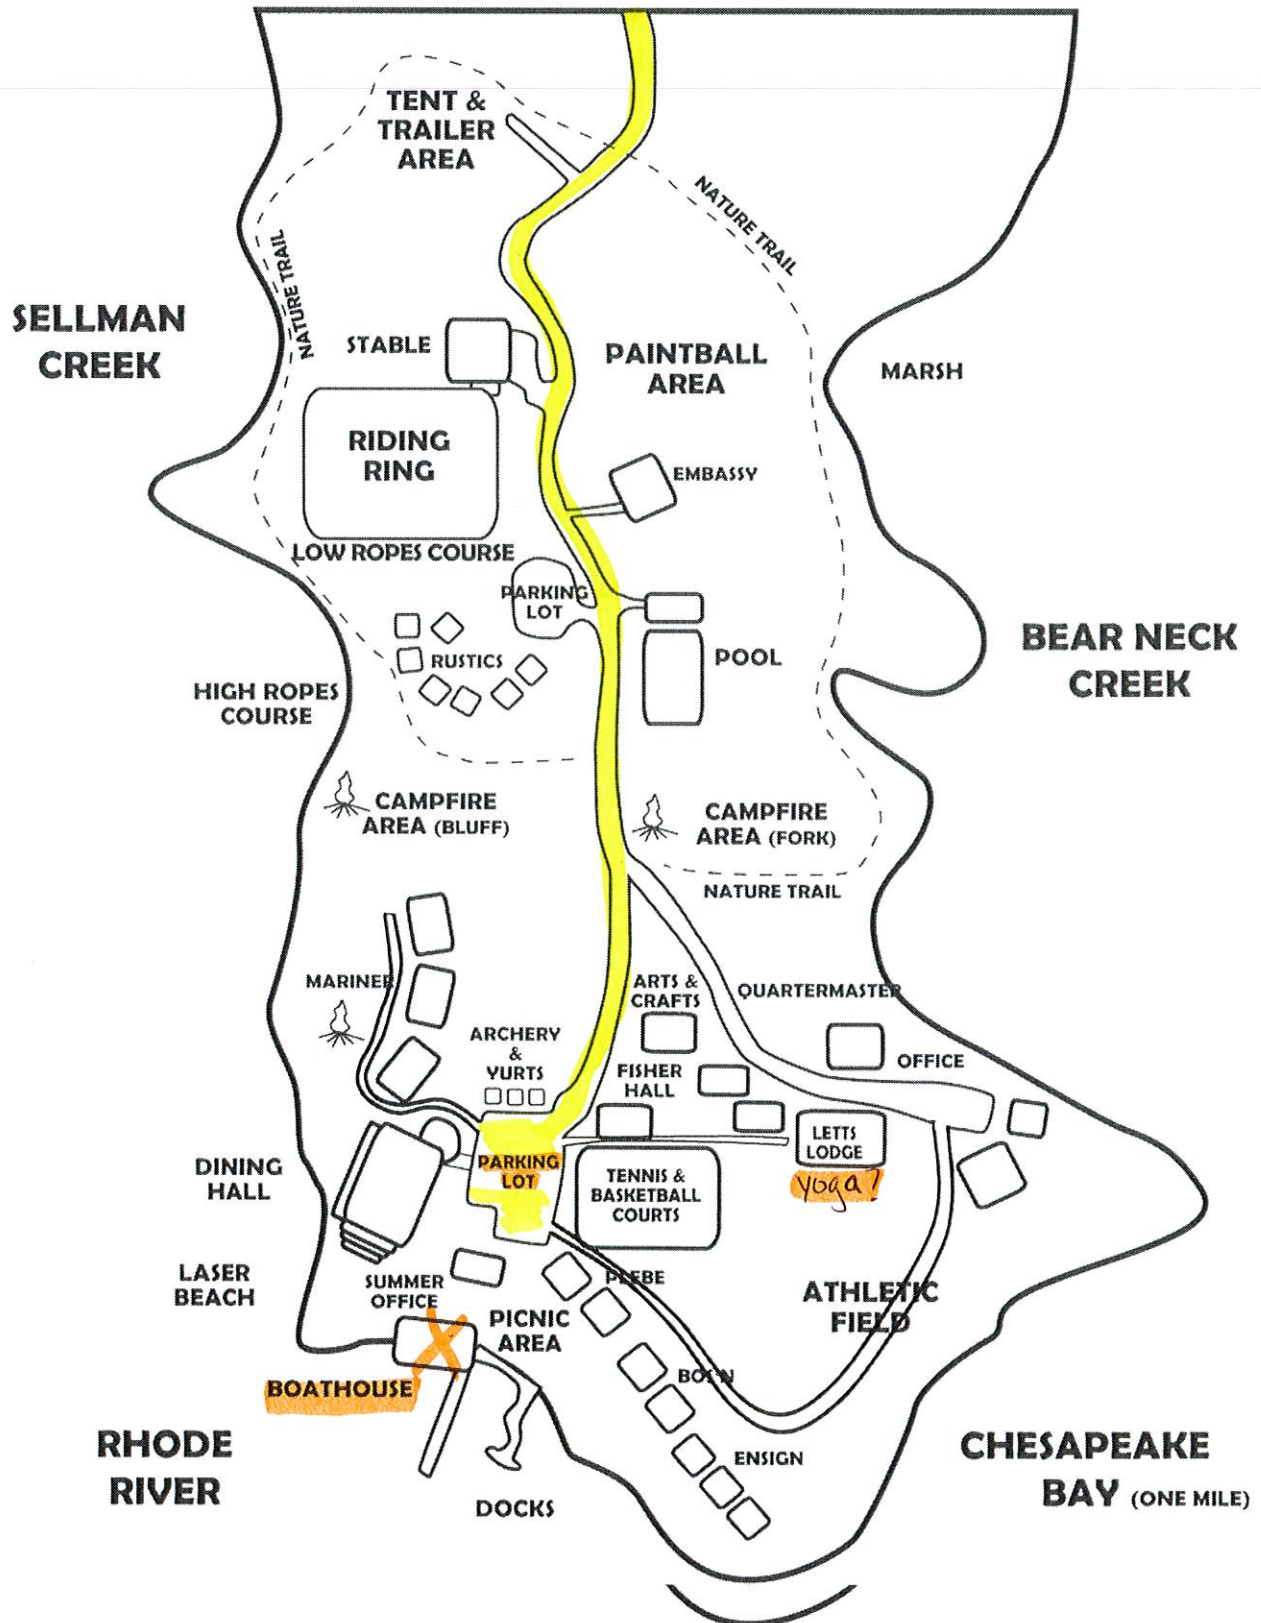 TENT &
TRAILER
AREA
NATURE TRAIL
NATURE TRAIL
SELLMAN
CREEK
STABLE
PAINTBALL
AREA
MARSH
RIDING
RING
EMBASSY
LOW ROPES COURSE
PARKING
LOT
RUSTICS
POOL
BEAR NECK
CREEK
HIGH ROPES
COURSE
CAMPFIRE
AREA (BLUFF)
CAMPFIRE
AREA (FORK)
NATURE TRAIL
MARINER
ARTS &
CRAFTS
QUARTERMASTER
ARCHERY
&
YURTS
FISHER
HALL
OFFICE
DINING
HALL
PARKING
LOT
TENNIS &
BASKETBALL
COURTS
LETTS
LODGE
Yoga!
LASER
BEACH
SUMMER
OFFICE
PLEBE
ATHLETIC
FIELD
PICNIC
AREA
BOATHOUSE
BOS'N
RHODE
RIVER
ENSIGN
CHESAPEAKE
BAY (ONE MILE)
DOCKS